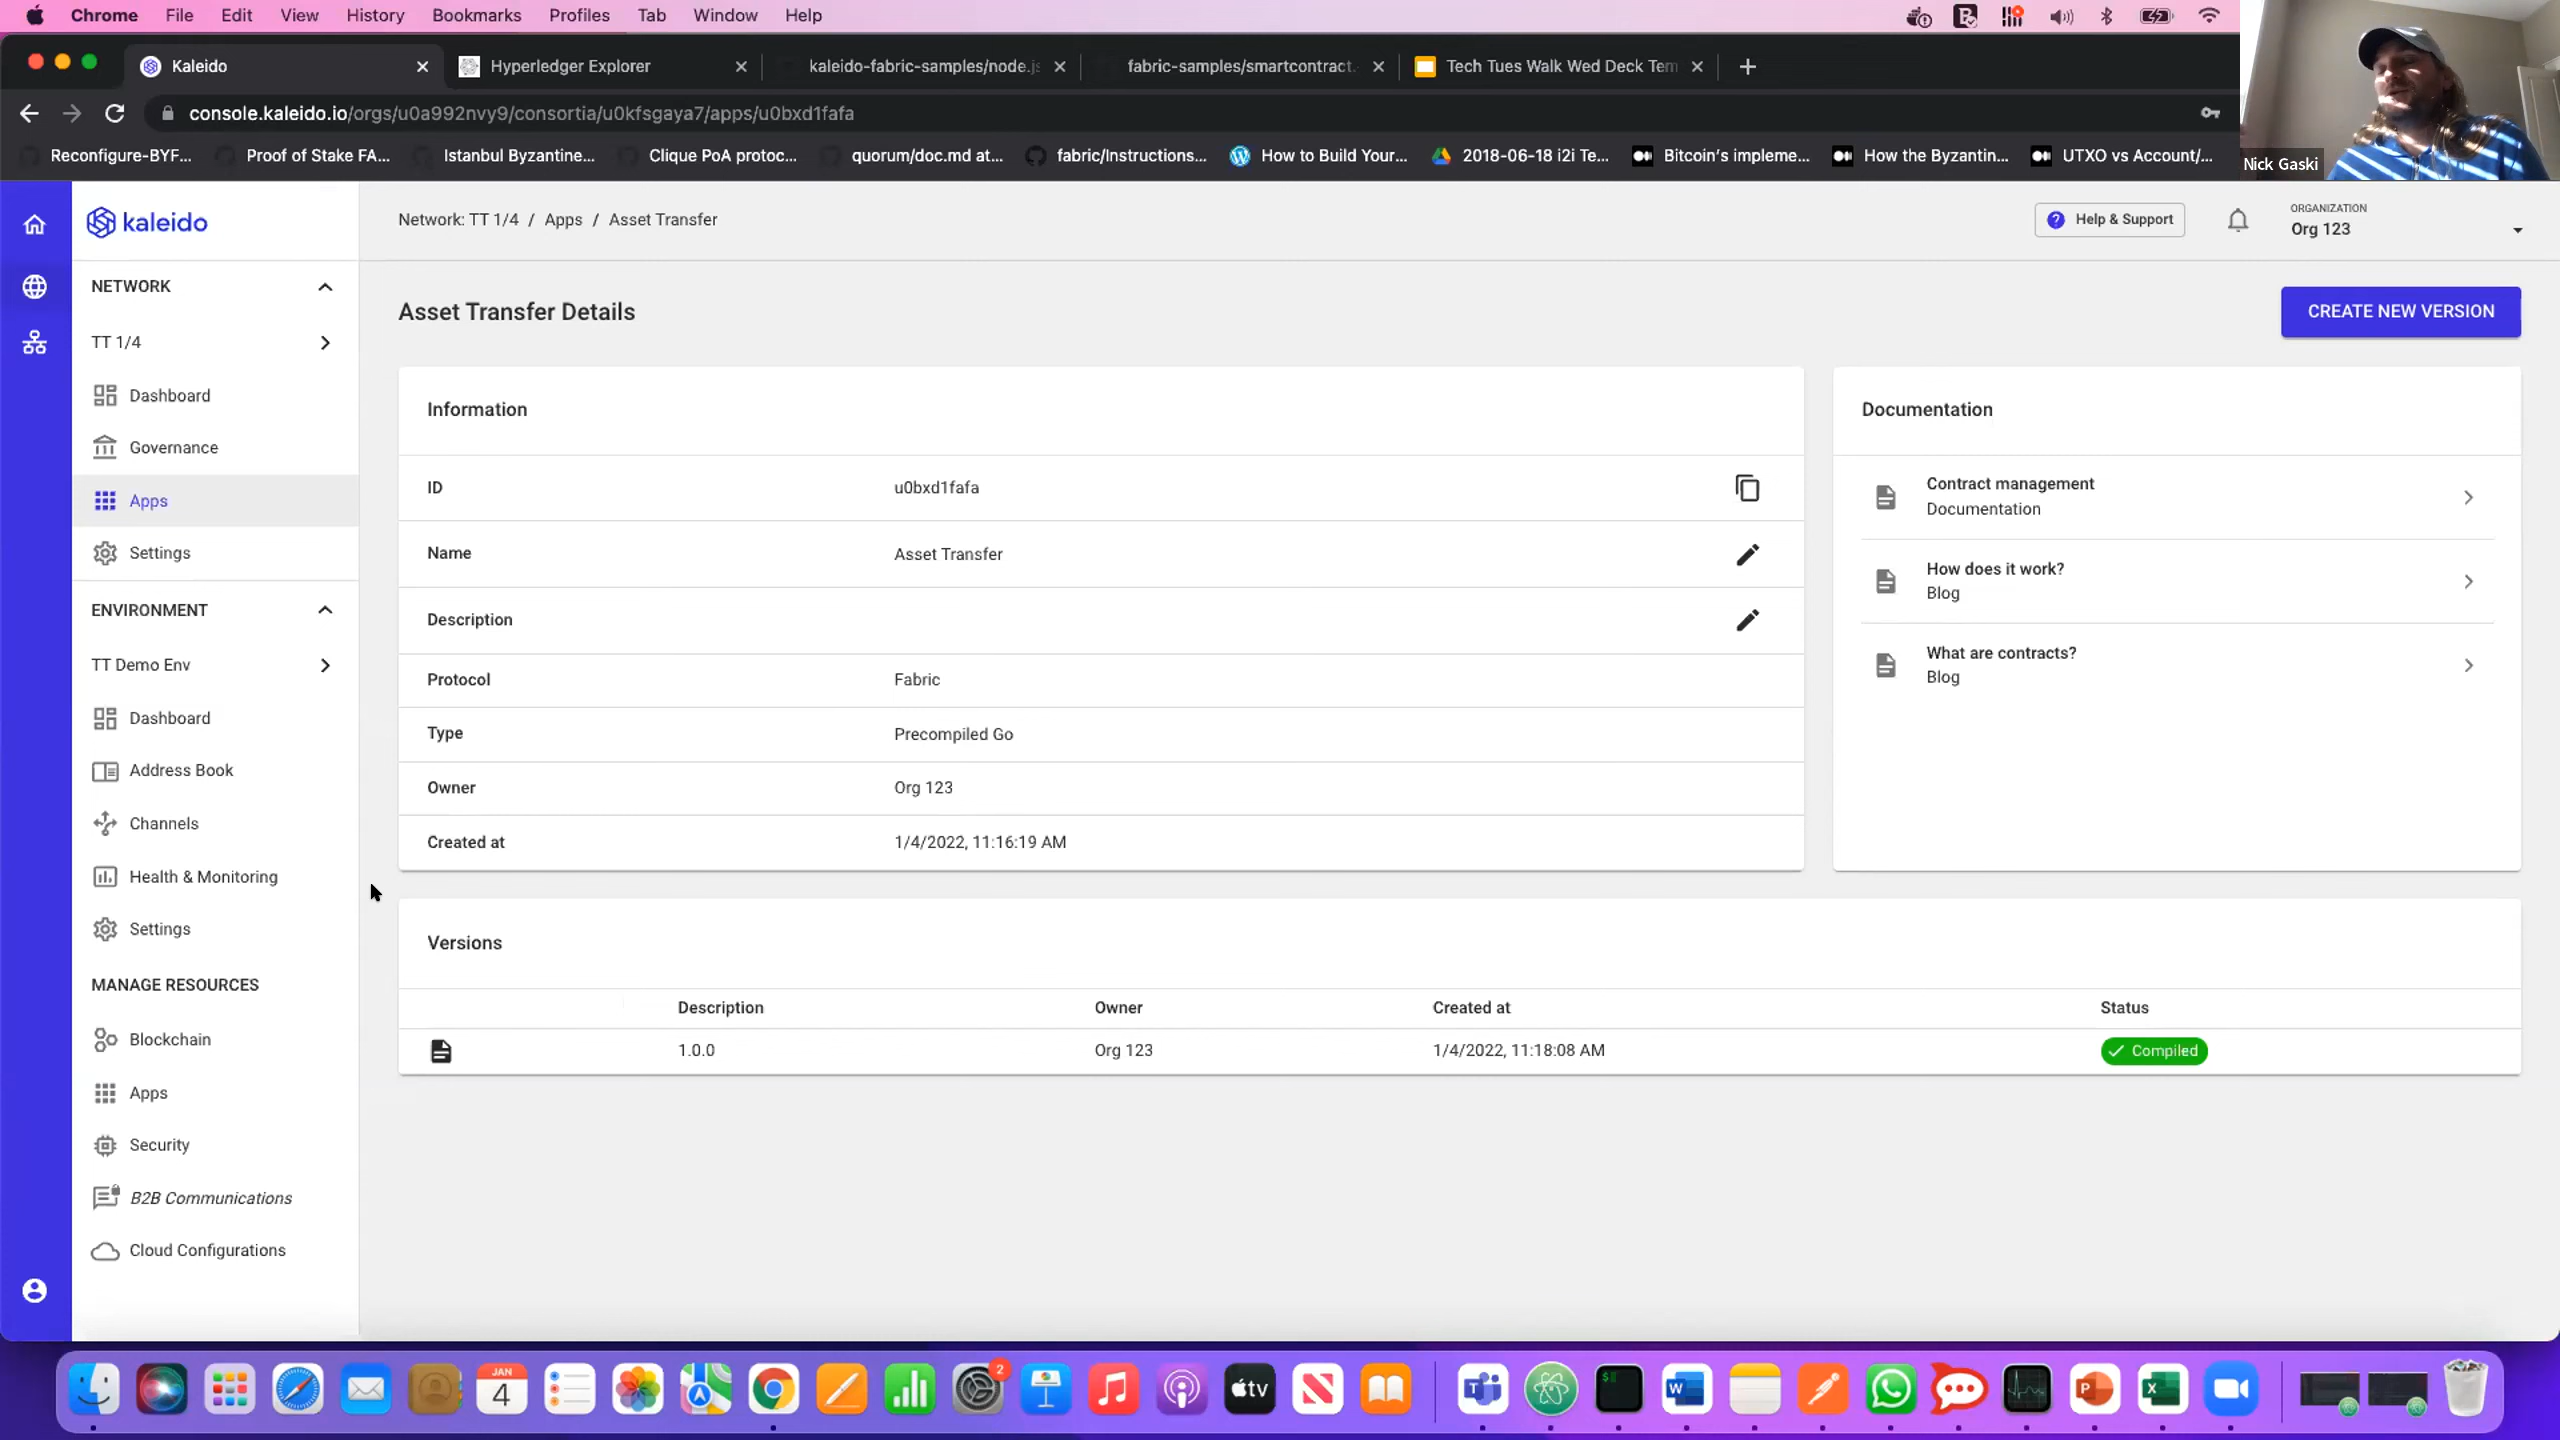 Chrome File Edit View History Bookmarks Profiles Tab Window Help
Kaleido
Hyperledger Explorer
kaleido-fabric-samples/node.js
fabric-samples/smartcontract.
Tech Tues Walk Wed Deck Tem
console.kaleido.io/orgs/u0a992nvy9/consortia/u0kfsgaya7/apps/u0bxd1fafa
Reconfigure-BYF...
Proof of Stake FA...
Istanbul Byzantine...
Clique PoA protoc...
quorum/doc.md at...
fabric/Instructions...
How to Build Your...
2018-06-18 i2i Te...
Bitcoin's impleme...
How the Byzantin...
UTXO vs Account/...
Nick Gaski
kaleido
Network: TT 1/4 / Apps / Asset Transfer
Help & Support
ORGANIZATION
Org 123
NETWORK
TT 1/4
Dashboard
Governance
Apps
Settings
ENVIRONMENT
TT Demo Env
Dashboard
Address Book
Channels
Health & Monitoring
Settings
MANAGE RESOURCES
Blockchain
Apps
Security
B2B Communications
Cloud Configurations
Asset Transfer Details
CREATE NEW VERSION
Information
ID u0bxd1fafa
Name Asset Transfer
Description
Protocol Fabric
Type Precompiled Go
Owner Org 123
Created at 1/4/2022, 11:16:19 AM
Documentation
Contract management
Documentation
How does it work?
Blog
What are contracts?
Blog
Versions
Description Owner Created at Status
1.0.0 Org 123 1/4/2022, 11:18:08 AM Compiled
JAN
4
2
tv